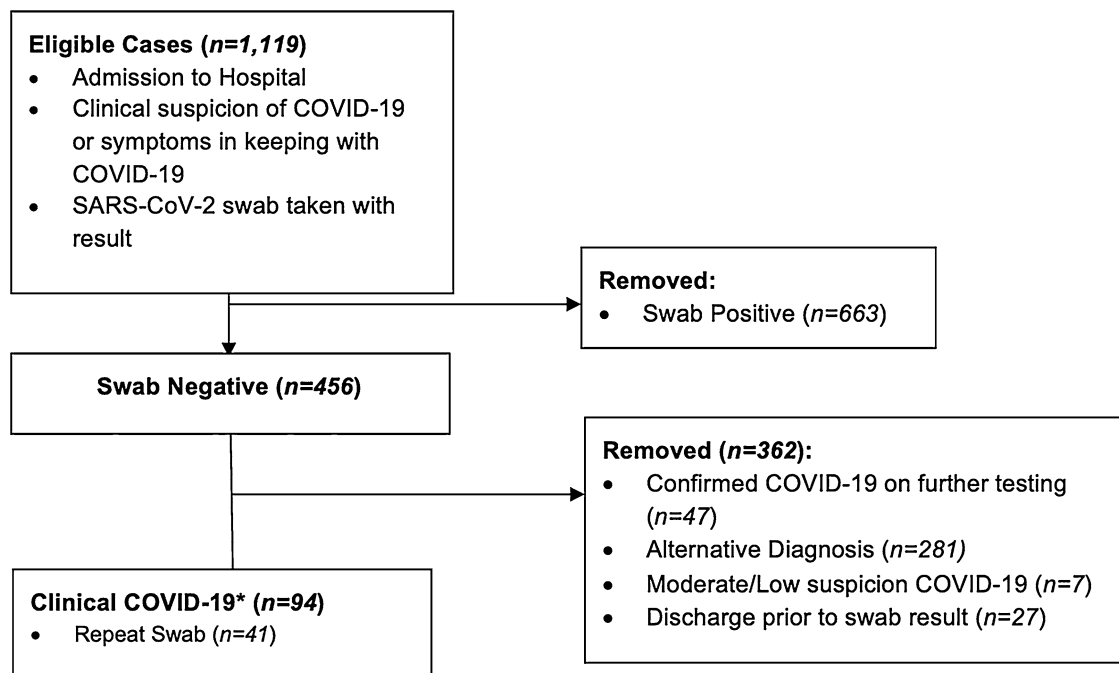 Eligible Cases (n=1,119)
• Admission to Hospital
• Clinical suspicion of COVID-19
or symptoms in keeping with
COVID-19
• SARS-CoV-2 swab taken with
result
Removed:
• Swab Positive (n=663)
Swab Negative (n=456)
Removed (n=362):
• Confirmed COVID-19 on further testing
(n=47)
• Alternative Diagnosis (n=281)
• Moderate/Low suspicion COVID-19 (n=7)
• Discharge prior to swab result (n=27)
Clinical COVID-19* (n=94)
• Repeat Swab (n=41)